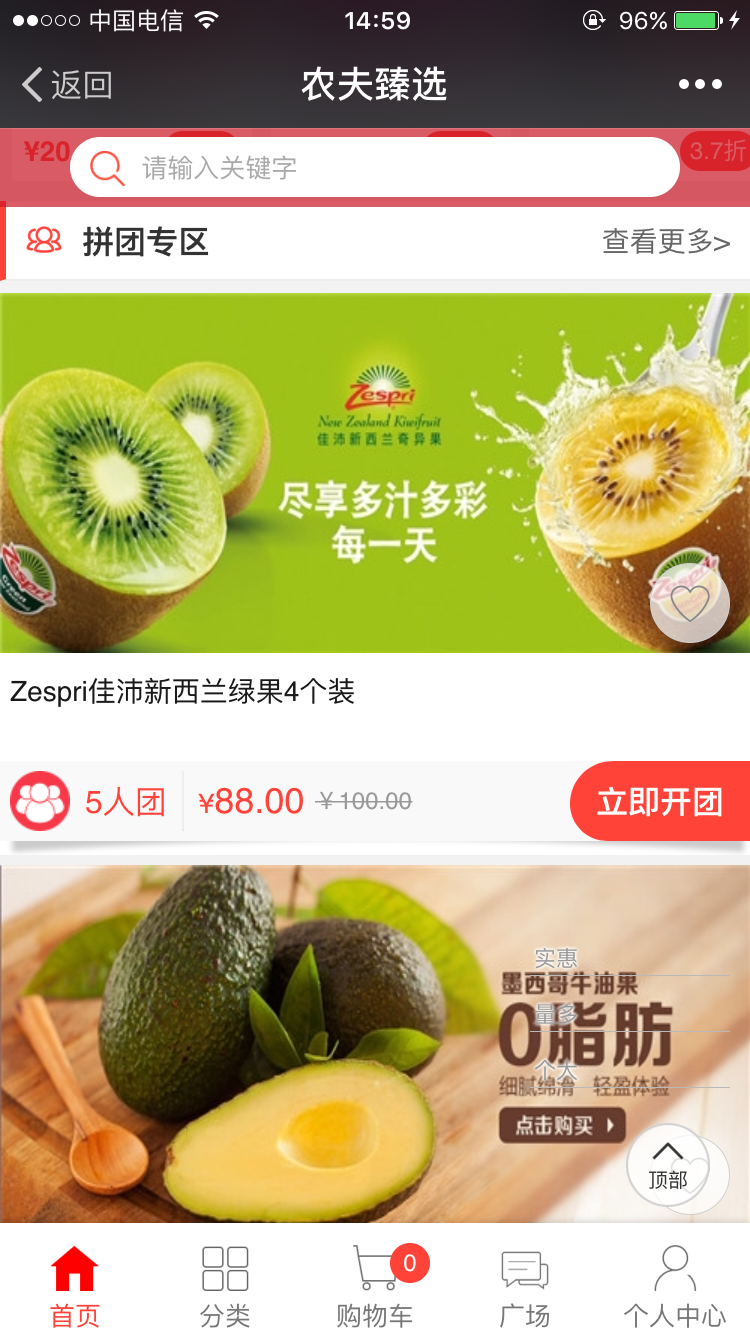 中国电信
14:59
96%
返回
农夫臻选
¥20
3.7折
请输入关键字
拼团专区
查看更多>
Zespri
New Zealand Kiwifruit
佳沛新西兰奇异果
尽享多汁多彩
每一天
Zespri
Green
Zespri
Zespri佳沛新西兰绿果4个装
5人团
¥88.00
￥100.00
立即开团
实惠
墨西哥牛油果
量多
0脂肪
个大
细腻绵滑 轻盈体验
点击购买
顶部
0
首页
分类
购物车
广场
个人中心